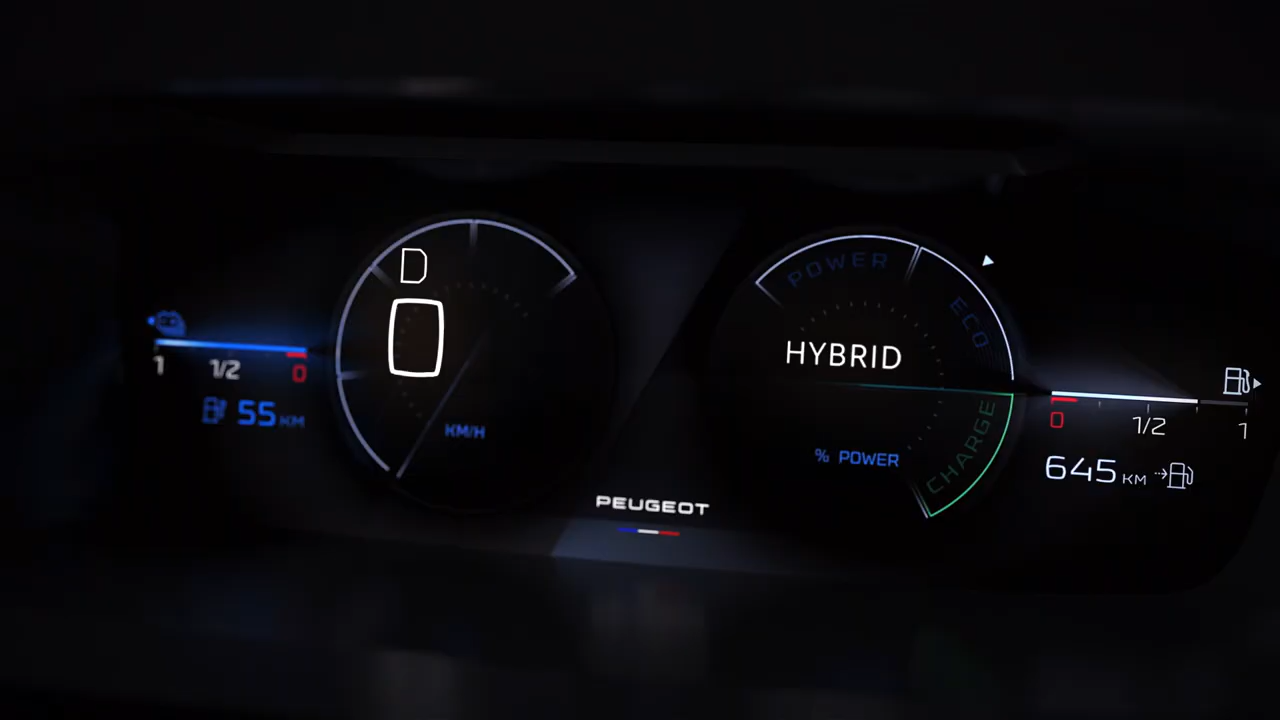 D
0
1 1/2 0
55 KM
KM/H
POWER
ECO
HYBRID
CHARGE
% POWER
0 1/2 1
645 KM
PEUGEOT